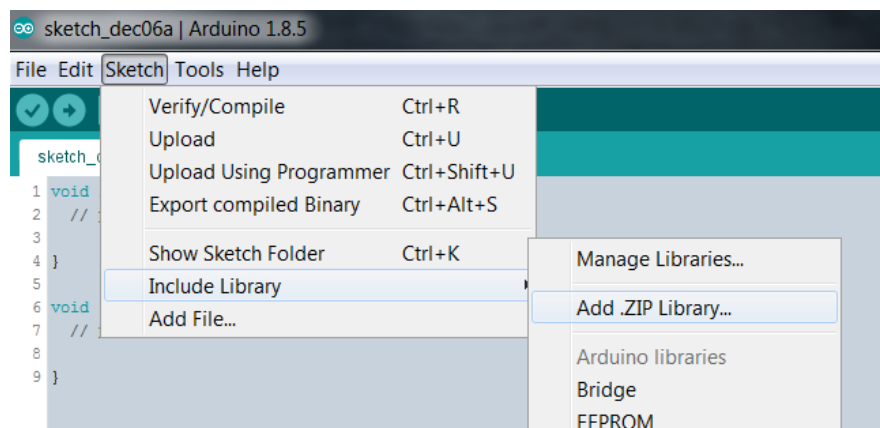 sketch_dec06a | Arduino 1.8.5
File Edit Sketch Tools Help
Verify/Compile Ctrl+R
Upload Ctrl+U
Upload Using Programmer Ctrl+Shift+U
Export compiled Binary Ctrl+Alt+S
Show Sketch Folder Ctrl+K
Include Library
Add File...
Manage Libraries...
Add .ZIP Library...
Arduino libraries
Bridge
EEPROM
sketch_
1 void
2 //
3
4 }
5
6 void
7 //
8
9 }